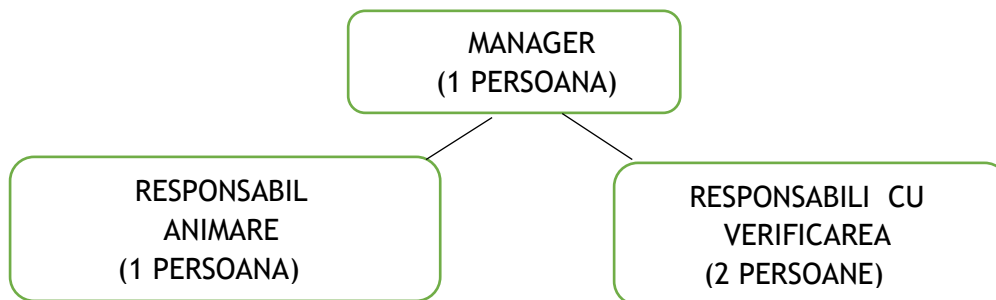 MANAGER
(1 PERSOANA)
RESPONSABIL
ANIMARE
(1 PERSOANA)
RESPONSABILI CU
VERIFICAREA
(2 PERSOANE)